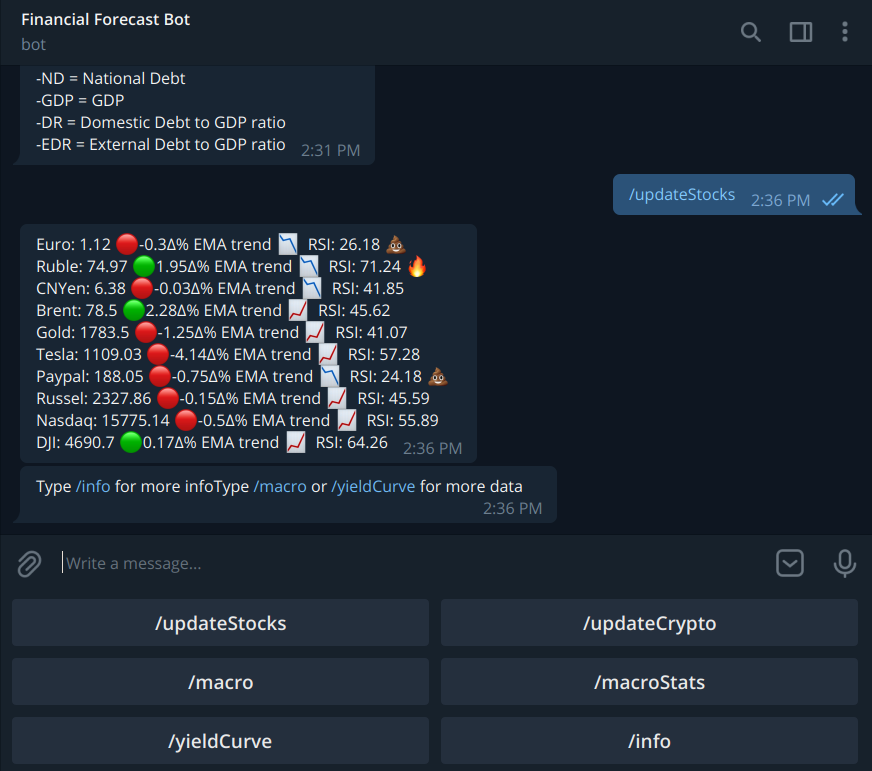 Financial Forecast Bot
bot
-ND = National Debt
-GDP = GDP
-DR = Domestic Debt to GDP ratio
-EDR = External Debt to GDP ratio 2:31 PM
/updateStocks 2:36 PM
Euro: 1.12 🔴-0.3Δ% EMA trend 📉 RSI: 26.18 💩
Ruble: 74.97 🟢1.95Δ% EMA trend 📉 RSI: 71.24 🔥
CNYen: 6.38 🔴-0.03Δ% EMA trend 📉 RSI: 41.85
Brent: 78.5 🟢2.28Δ% EMA trend 📈 RSI: 45.62
Gold: 1783.5 🔴-1.25Δ% EMA trend 📈 RSI: 41.07
Tesla: 1109.03 🔴-4.14Δ% EMA trend 📈 RSI: 57.28
Paypal: 188.05 🔴-0.75Δ% EMA trend 📉 RSI: 24.18 💩
Russel: 2327.86 🔴-0.15Δ% EMA trend 📈 RSI: 45.59
Nasdaq: 15775.14 🔴-0.5Δ% EMA trend 📈 RSI: 55.89
DJI: 4690.7 🟢0.17Δ% EMA trend 📈 RSI: 64.26 2:36 PM
Type /info for more infoType /macro or /yieldCurve for more data
2:36 PM
Write a message...
/updateStocks /updateCrypto
/macro /macroStats
/yieldCurve /info